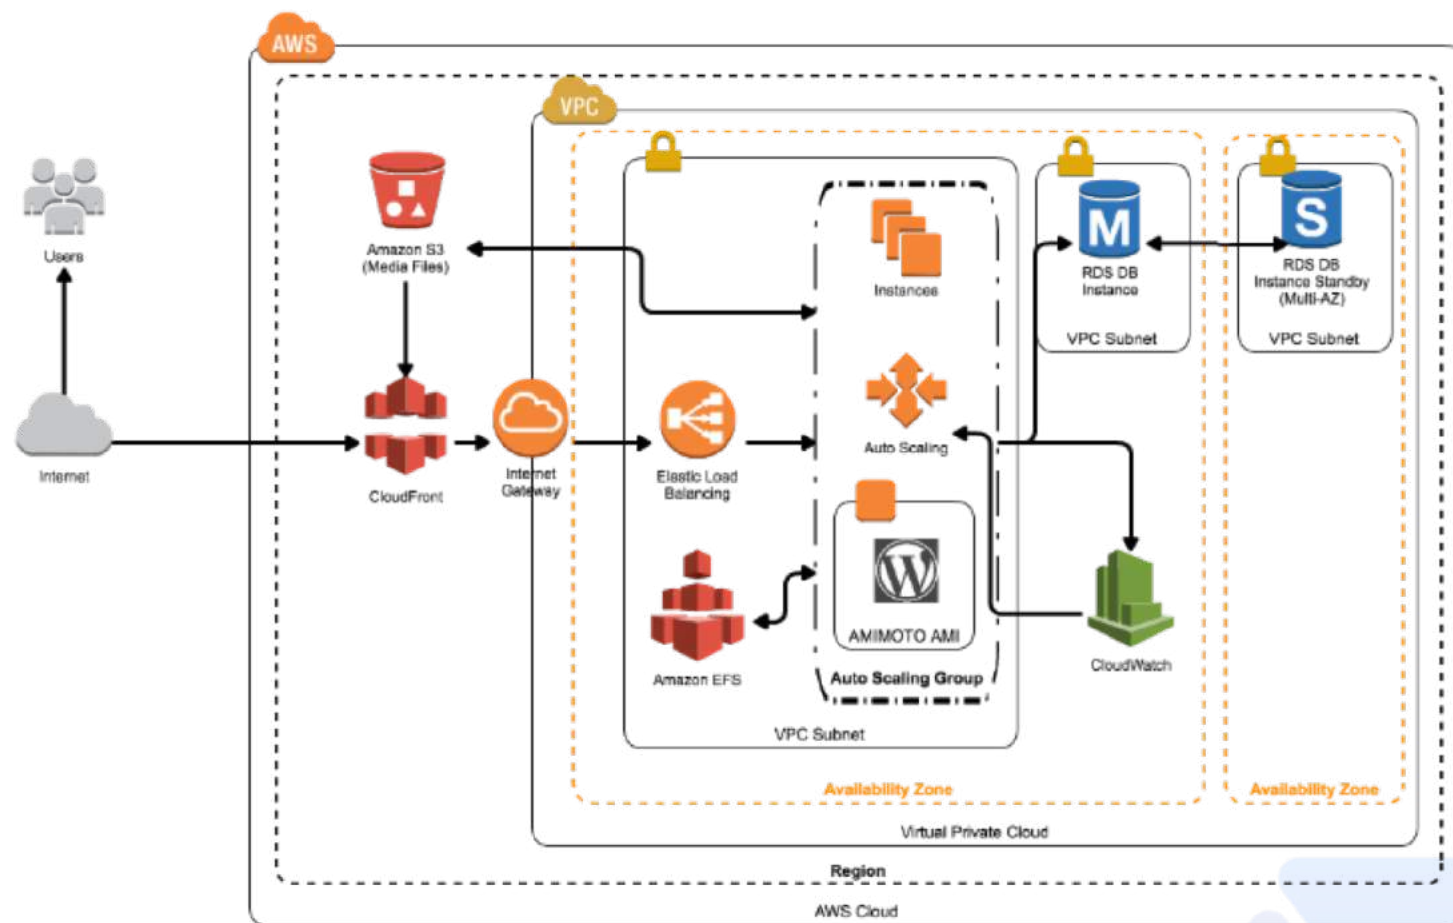 AWS
VPC
Users
Amazon S3
(Media Files)
Instances
M
RDS DB
Instance
VPC Subnet
S
RDS DB
Instance Standby
(Multi-AZ)
VPC Subnet
Internet
CloudFront
Internet
Gateway
Elastic Load
Balancing
Auto Scaling
W
AMIMOTO AMI
Amazon EFS
Auto Scaling Group
CloudWatch
VPC Subnet
Availability Zone
Availability Zone
Virtual Private Cloud
Region
AWS Cloud